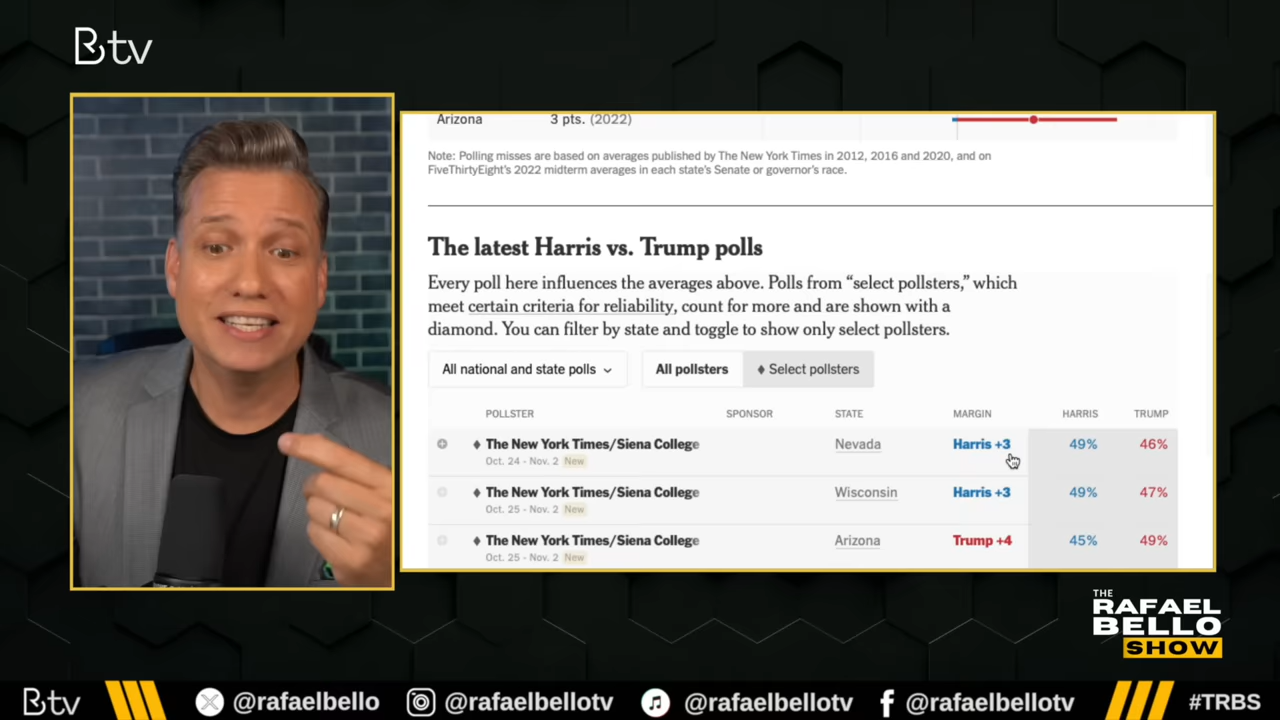 Btv
Arizona 3 pts. (2022)
Note: Polling misses are based on averages published by The New York Times in 2012, 2016 and 2020, and on
FiveThirtyEight's 2022 midterm averages in each state's Senate or governor's race.
The latest Harris vs. Trump polls
Every poll here influences the averages above. Polls from “select pollsters,” which
meet certain criteria for reliability, count for more and are shown with a
diamond. You can filter by state and toggle to show only select pollsters.
All national and state polls All pollsters ♦ Select pollsters
POLLSTER SPONSOR STATE MARGIN HARRIS TRUMP
♦ The New York Times/Siena College Nevada Harris +3 49% 46%
Oct. 24 - Nov. 2 New
♦ The New York Times/Siena College Wisconsin Harris +3 49% 47%
Oct. 25 - Nov. 2 New
♦ The New York Times/Siena College Arizona Trump +4 45% 49%
Oct. 25 - Nov. 2 New
THE
RAFAEL
BELLO
SHOW
Btv @rafaelbello @rafaelbellotv @rafaelbellotv @rafaelbellotv #TRBS